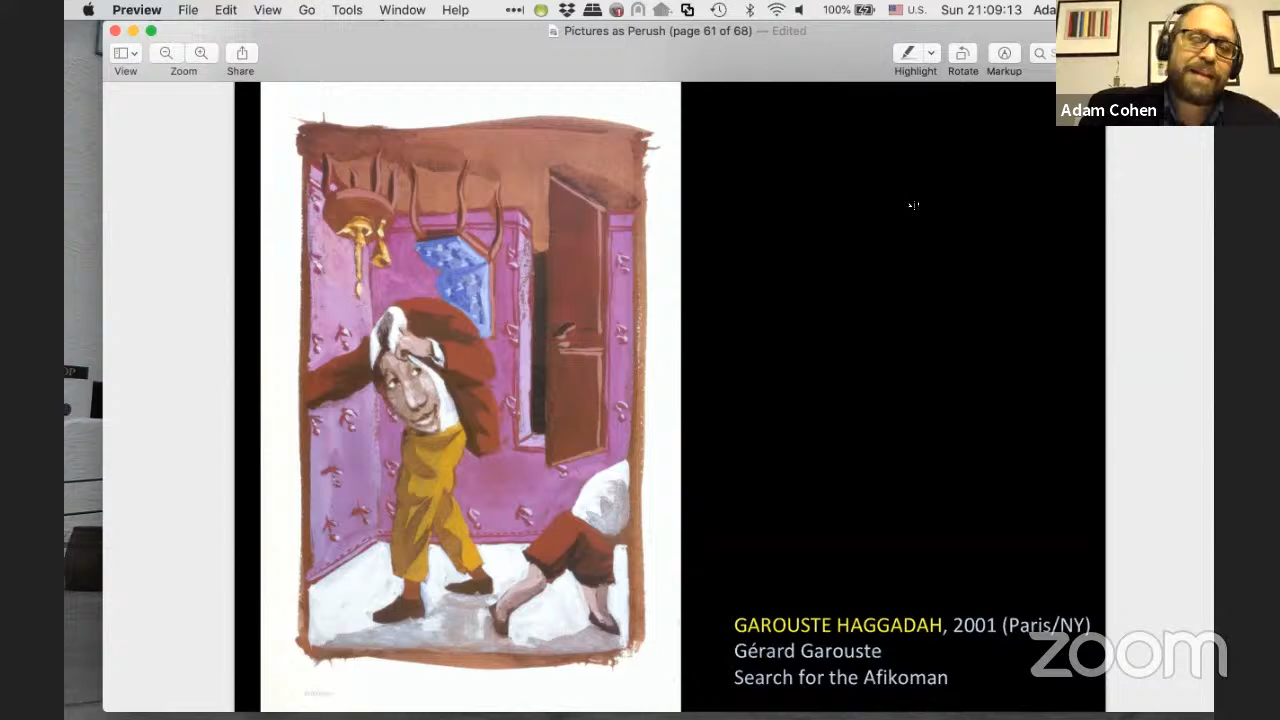 Preview File Edit View Go Tools Window Help 100% U.S. Sun 21:09:13 Ada
Pictures as Perush (page 61 of 68) — Edited
View Zoom Share Highlight Rotate Markup
Adam Cohen
GAROUSTE HAGGADAH, 2001 (Paris/NY)
Gérard Garouste
Search for the Afikoman
zoom